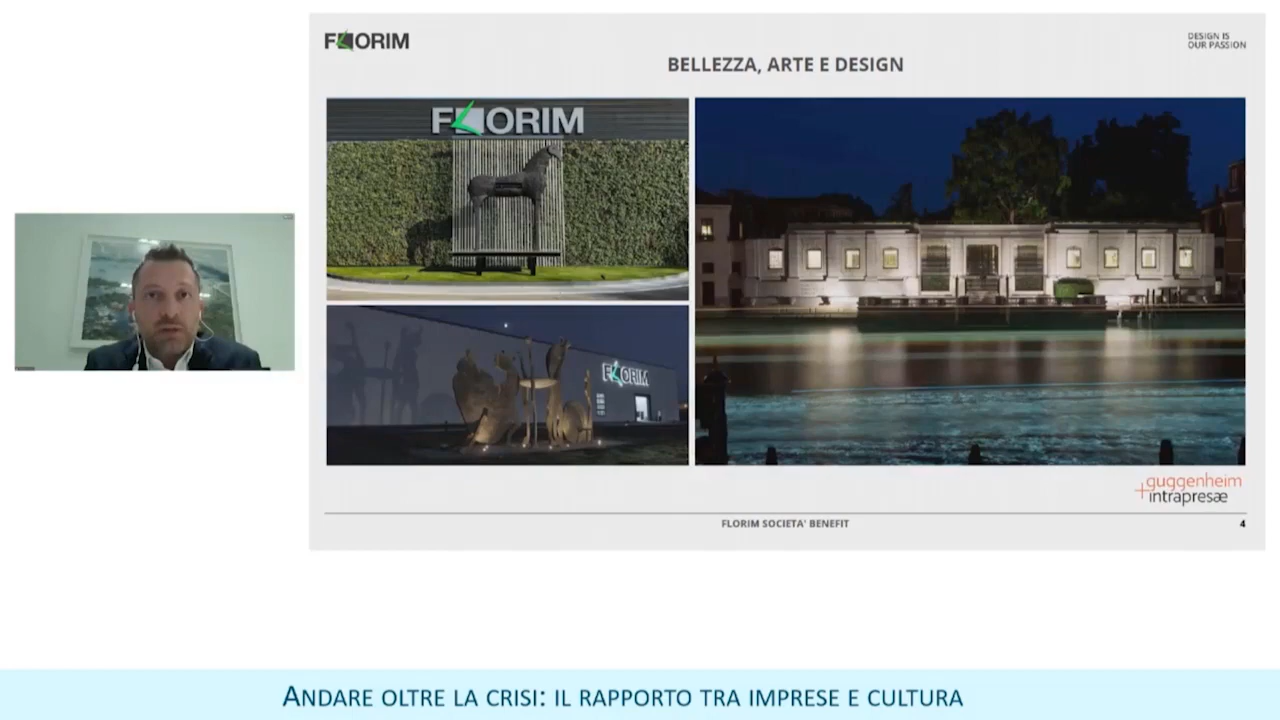 FLORIM
DESIGN IS
OUR PASSION
BELLEZZA, ARTE E DESIGN
FLORIM
FLORIM
guggenheim
+intrapresæ
FLORIM SOCIETA' BENEFIT
4
ANDARE OLTRE LA CRISI: IL RAPPORTO TRA IMPRESE E CULTURA